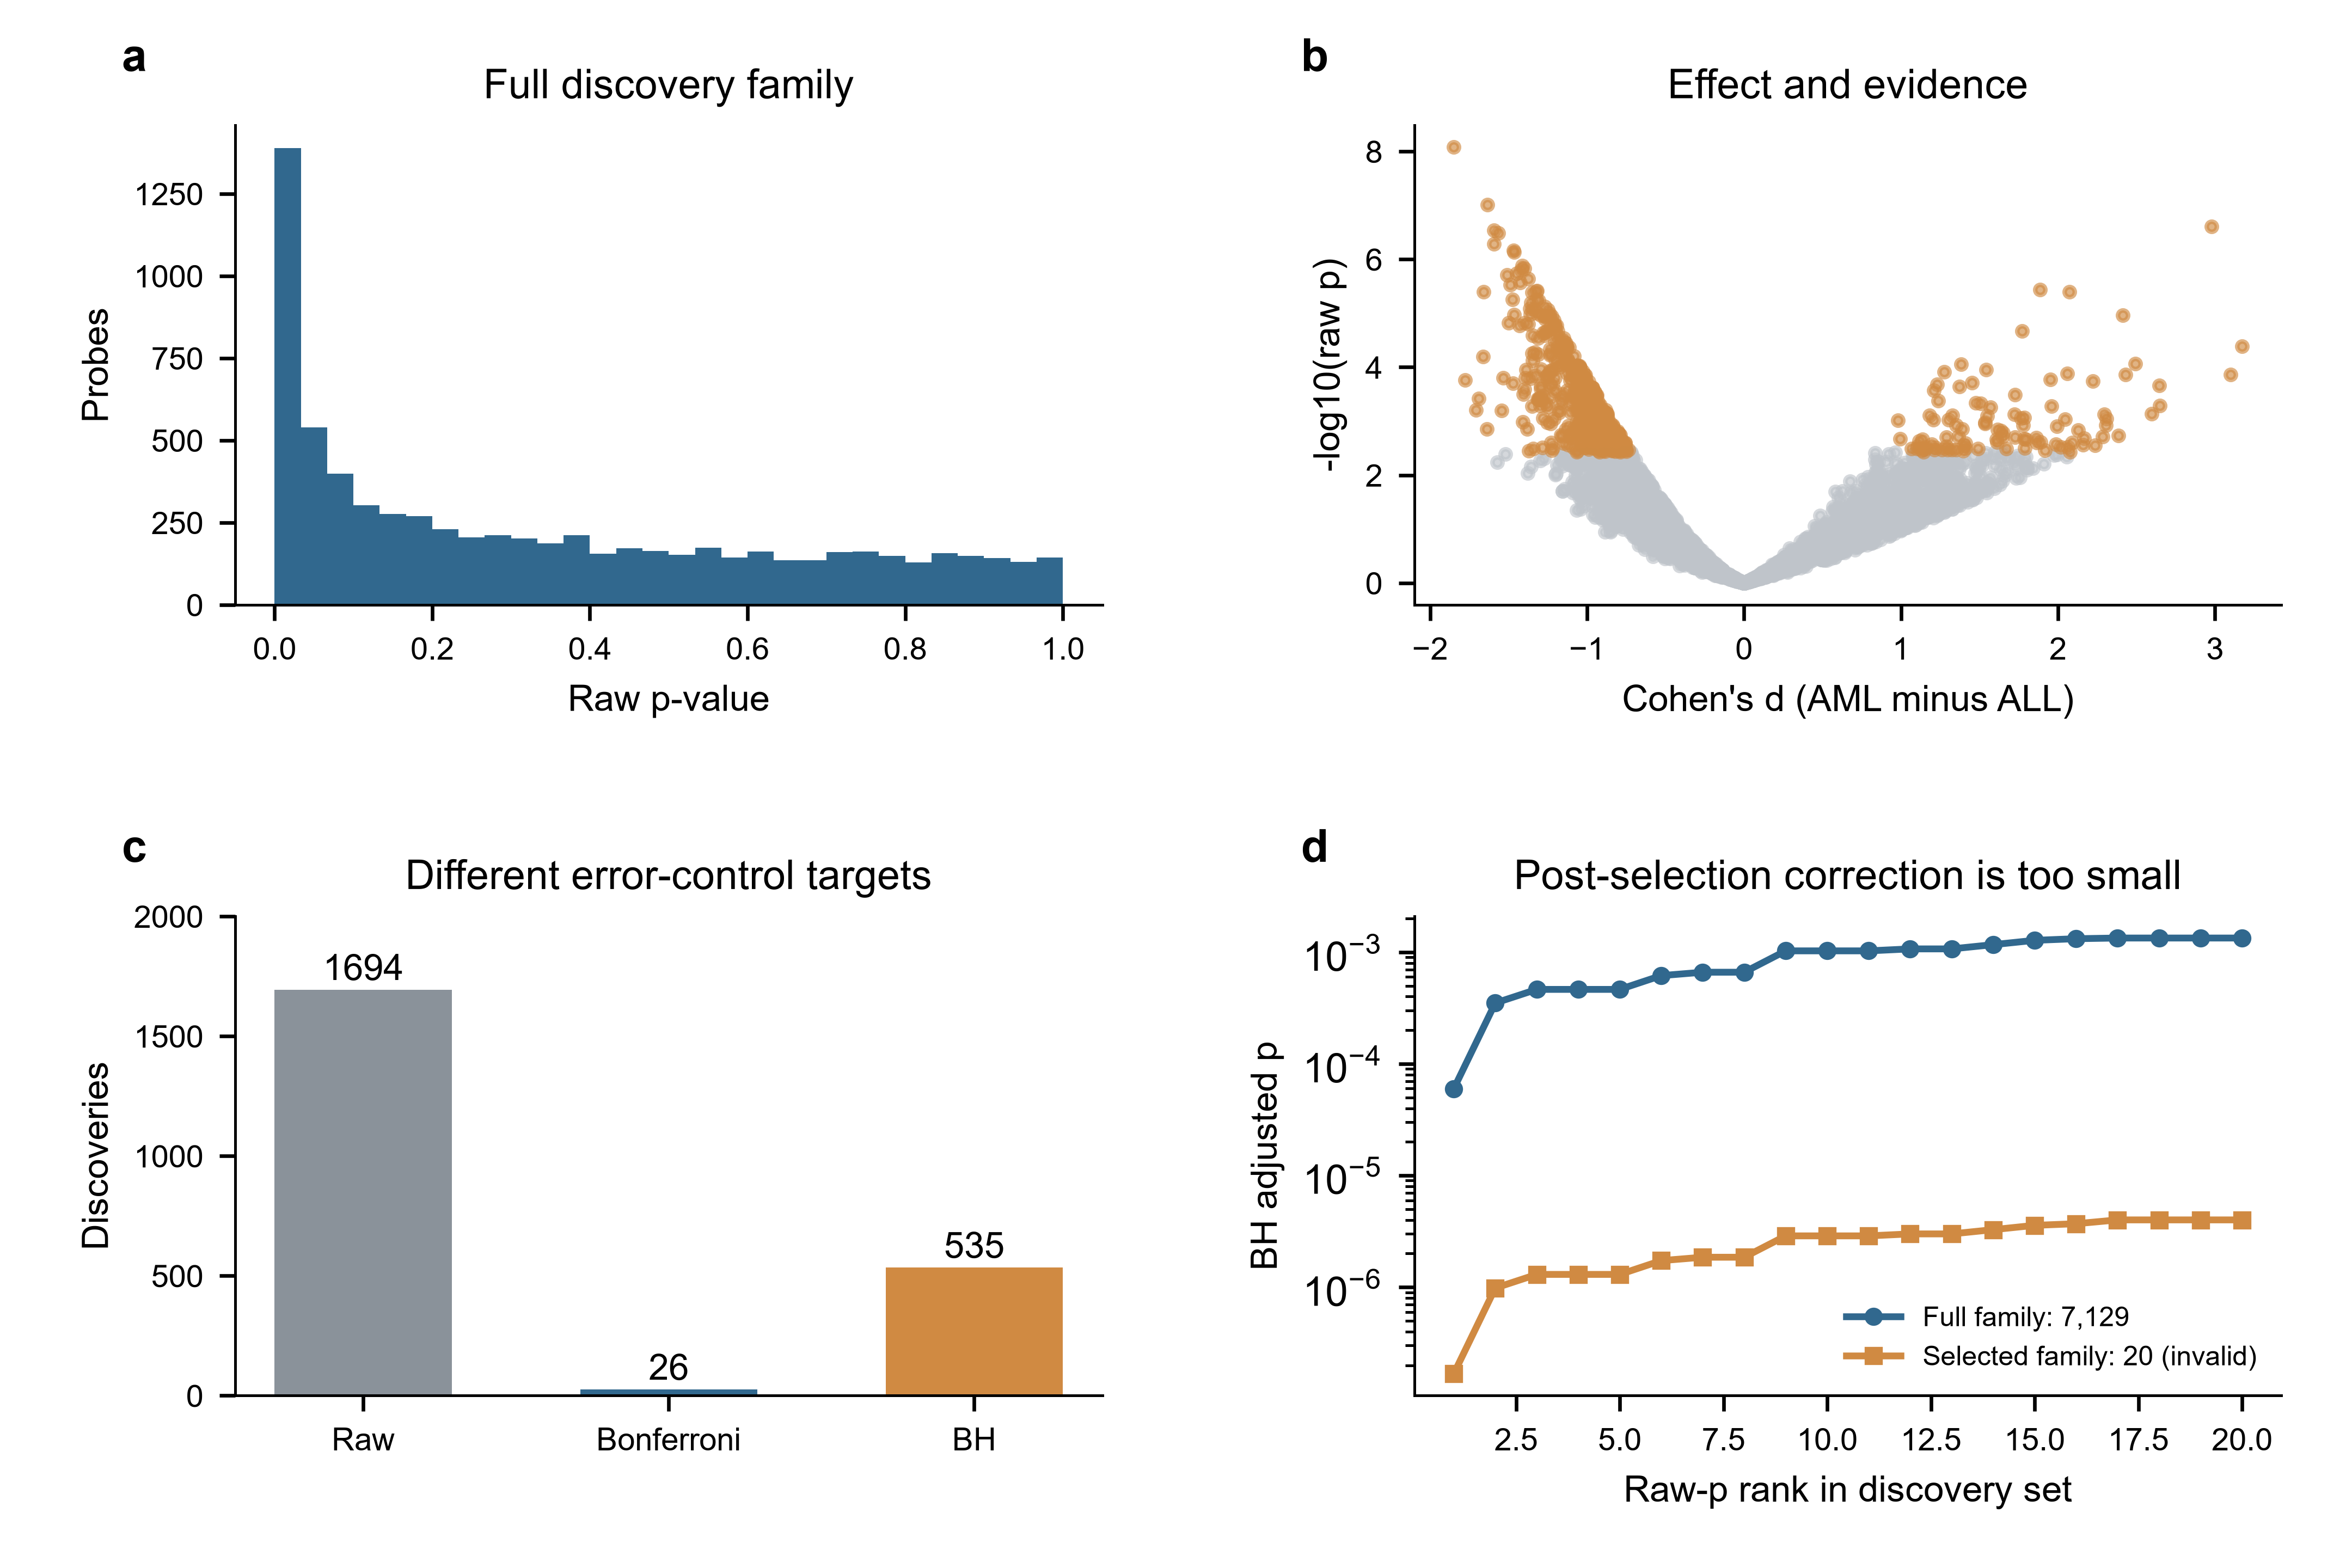 a
Full discovery family
Probes
1250
1000
750
500
250
0
0.0 0.2 0.4 0.6 0.8 1.0
Raw p-value
b
Effect and evidence
-log10(raw p)
8
6
4
2
0
−2 −1 0 1 2 3
Cohen's d (AML minus ALL)
c
Different error-control targets
Discoveries
2000
1500
1000
500
0
1694
26
535
Raw Bonferroni BH
d
Post-selection correction is too small
BH adjusted p
10⁻³
10⁻⁴
10⁻⁵
10⁻⁶
Full family: 7,129
Selected family: 20 (invalid)
2.5 5.0 7.5 10.0 12.5 15.0 17.5 20.0
Raw-p rank in discovery set